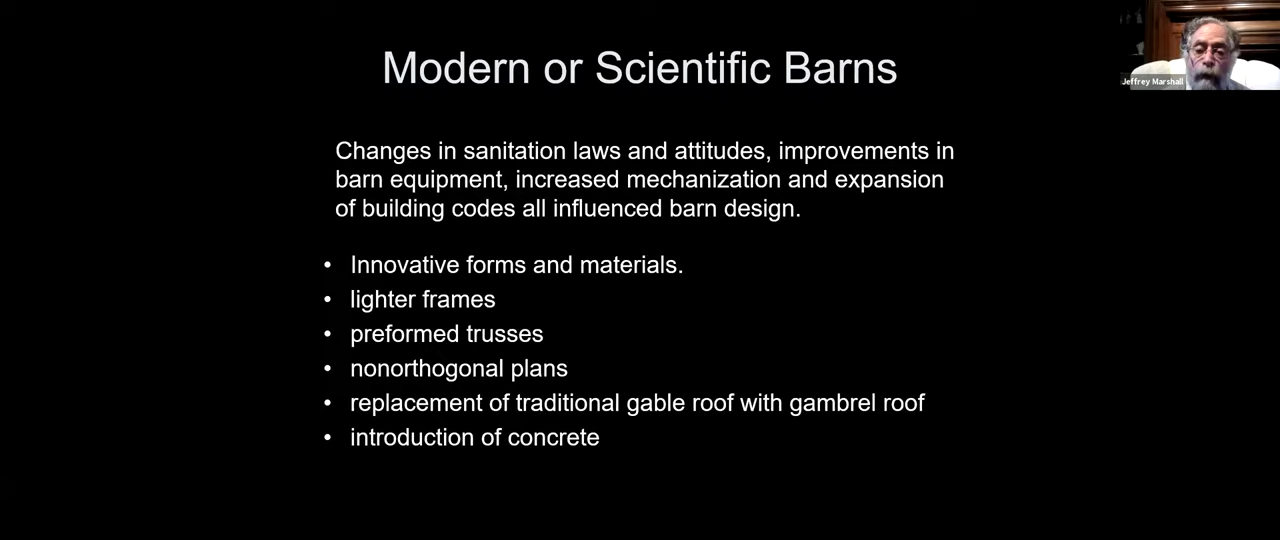 Modern or Scientific Barns
Jeffrey Marshall
Changes in sanitation laws and attitudes, improvements in
barn equipment, increased mechanization and expansion
of building codes all influenced barn design.
• Innovative forms and materials.
• lighter frames
• preformed trusses
• nonorthogonal plans
• replacement of traditional gable roof with gambrel roof
• introduction of concrete